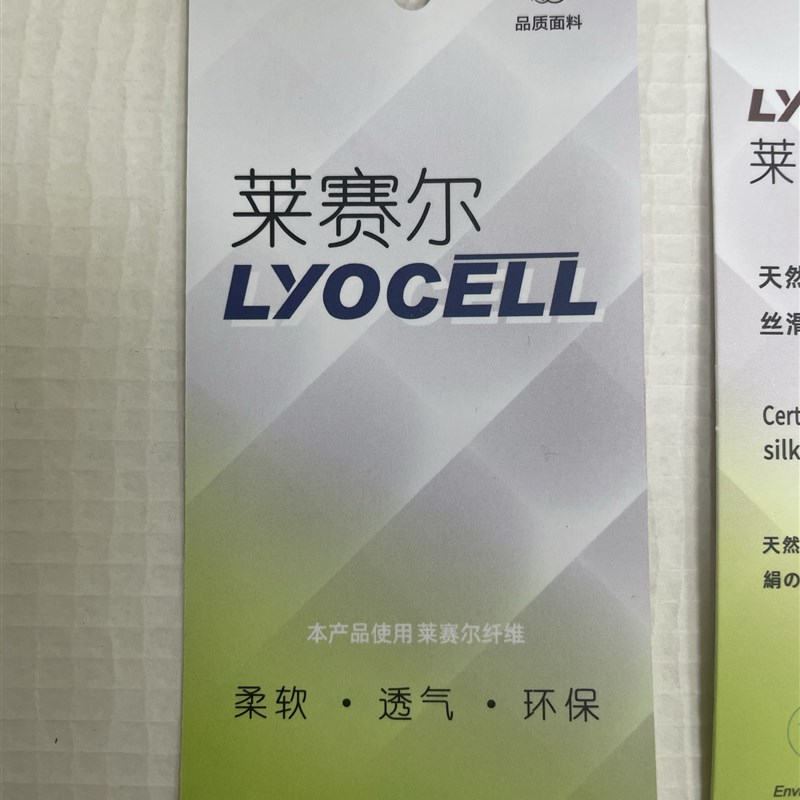 品质面料
莱赛尔
LYOCELL
本产品使用 莱赛尔纤维
柔软 · 透气 · 环保
LY
莱
天然
丝滑
Cert
silk
天然
絹の
Envi